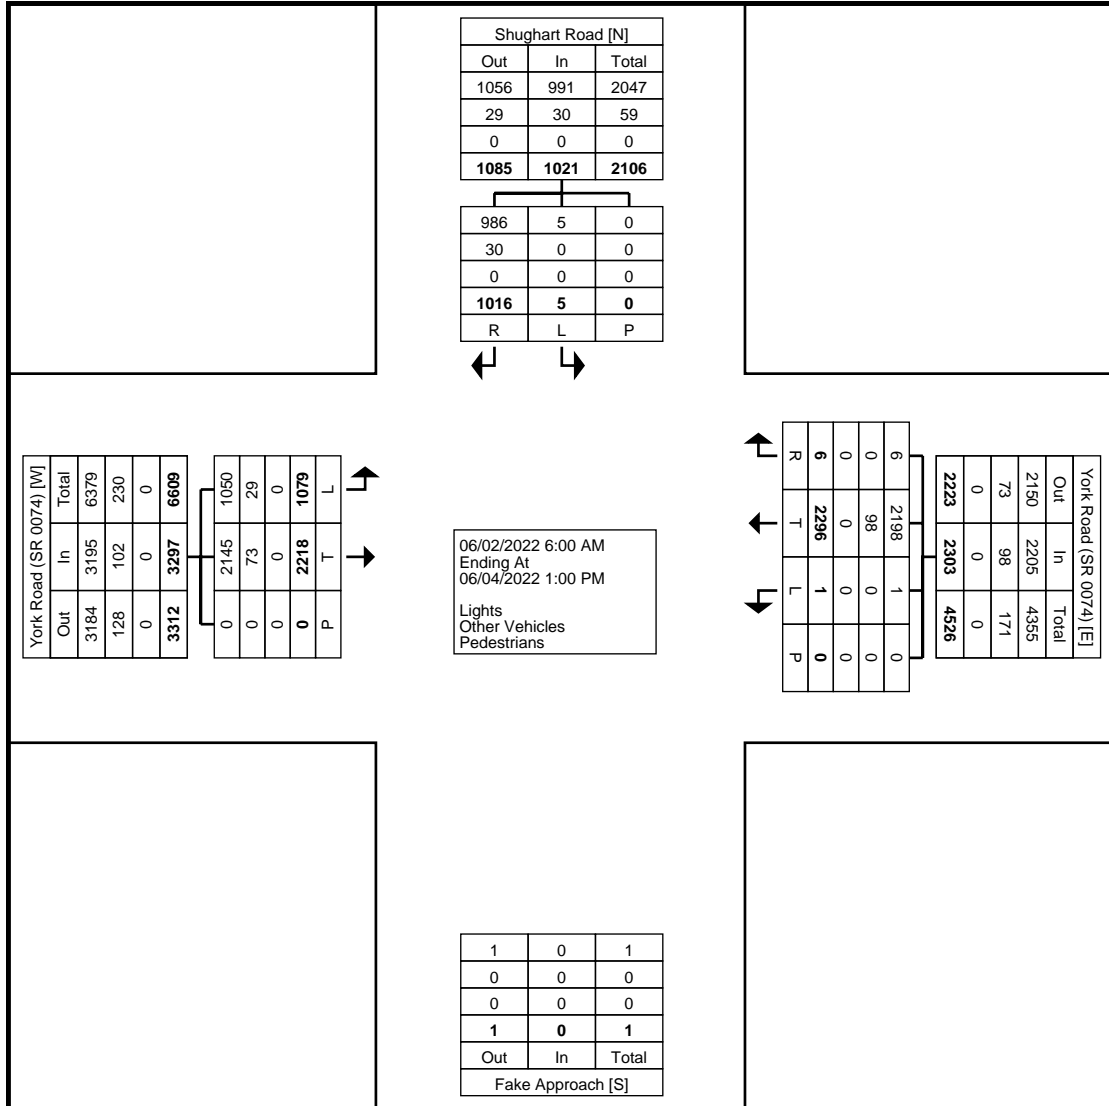 Shughart Road [N]
Out In Total
1056 991 2047
29 30 59
0 0 0
1085 1021 2106
986 5 0
30 0 0
0 0 0
1016 5 0
R L P
York Road (SR 0074) [W]
Total In Out
6379 3195 3184
230 102 128
0 0 0
6609 3297 3312
1050 2145 0
29 73 0
0 0 0
1079 2218 0
L T P
06/02/2022 6:00 AM
Ending At
06/04/2022 1:00 PM
Lights
Other Vehicles
Pedestrians
York Road (SR 0074) [E]
Out In Total
2150 2205 4355
73 98 171
0 0 0
2223 2303 4526
6 2198 1 0
0 98 0 0
0 0 0 0
6 2296 1 0
R T L P
1 0 1
0 0 0
0 0 0
1 0 1
Out In Total
Fake Approach [S]